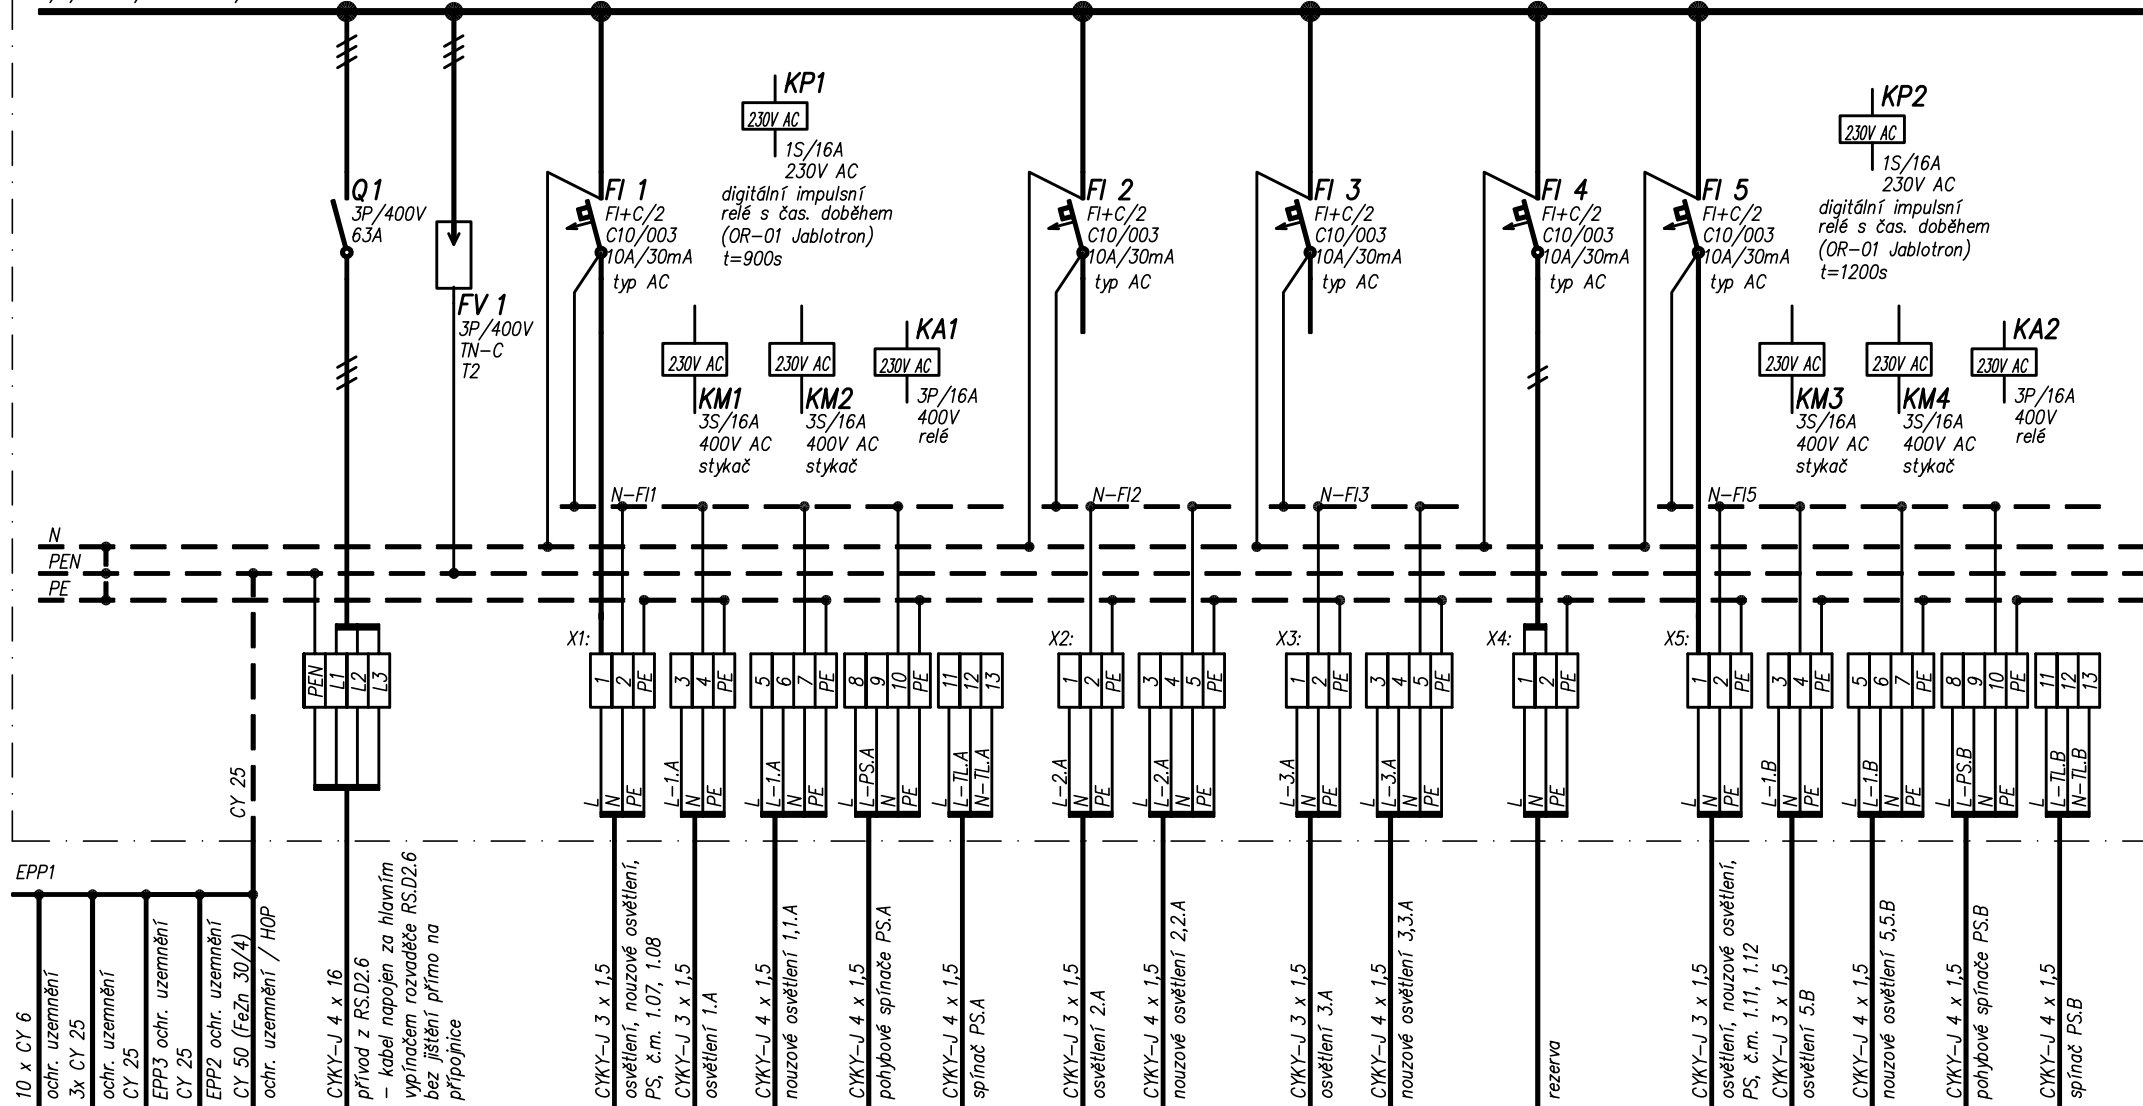 KP1
230V AC
1S/16A
230V AC
digitální impulsní
relé s čas. doběhem
(OR-01 Jablotron)
t=900s
KP2
230V AC
1S/16A
230V AC
digitální impulsní
relé s čas. doběhem
(OR-01 Jablotron)
t=1200s
Q1
3P/400V
63A
FV 1
3P/400V
TN-C
T2
FI 1
FI+C/2
C10/003
10A/30mA
typ AC
FI 2
FI+C/2
C10/003
10A/30mA
typ AC
FI 3
FI+C/2
C10/003
10A/30mA
typ AC
FI 4
FI+C/2
C10/003
10A/30mA
typ AC
FI 5
FI+C/2
C10/003
10A/30mA
typ AC
230V AC
KM1
3S/16A
400V AC
stykač
230V AC
KM2
3S/16A
400V AC
stykač
KA1
230V AC
3P/16A
400V
relé
230V AC
KM3
3S/16A
400V AC
stykač
230V AC
KM4
3S/16A
400V AC
stykač
KA2
230V AC
3P/16A
400V
relé
N-FI1
N-FI2
N-FI3
N-FI5
N
PEN
PE
PEN
L1
L2
L3
X1:
1
2
PE
3
4
PE
5
6
7
PE
8
9
10
PE
11
12
13
X2:
1
2
PE
3
4
5
PE
X3:
1
2
PE
3
4
5
PE
X4:
1
2
PE
X5:
1
2
PE
3
4
PE
5
6
7
PE
8
9
10
PE
11
12
13
CY 25
L
N
PE
L-1.A
N
PE
L
L-1.A
N
PE
L
L-PS.A
N
PE
L
L-TL.A
N-TL.A
L-2.A
N
PE
L
L-2.A
N
PE
L-3.A
N
PE
L
L-3.A
N
PE
L
N
PE
L
N
PE
L-1.B
N
PE
L
L-1.B
N
PE
L
L-PS.B
N
PE
L
L-TL.B
N-TL.B
EPP1
10 x CY 6
ochr. uzemnění
3x CY 25
ochr. uzemnění
CY 25
EPP3 ochr. uzemnění
CY 25
EPP2 ochr. uzemnění
CY 50 (FeZn 30/4)
ochr. uzemnění / HOP
CYKY-J 4 x 16
přívod z RS.D2.6
- kabel napojen za hlavním
vypínačem rozvaděče RS.D2.6
bez jištění přímo na
přípojnice
CYKY-J 3 x 1,5
osvětlení, nouzové osvětlení,
PS, č.m. 1.07, 1.08
CYKY-J 3 x 1,5
osvětlení 1.A
CYKY-J 4 x 1,5
nouzové osvětlení 1,1.A
CYKY-J 4 x 1,5
pohybové spínače PS.A
CYKY-J 4 x 1,5
spínač PS.A
CYKY-J 3 x 1,5
osvětlení 2.A
CYKY-J 4 x 1,5
nouzové osvětlení 2,2.A
CYKY-J 3 x 1,5
osvětlení 3.A
CYKY-J 4 x 1,5
nouzové osvětlení 3,3.A
rezerva
CYKY-J 3 x 1,5
osvětlení, nouzové osvětlení,
PS, č.m. 1.11, 1.12
CYKY-J 3 x 1,5
osvětlení 5.B
CYKY-J 4 x 1,5
nouzové osvětlení 5,5.B
CYKY-J 4 x 1,5
pohybové spínače PS.B
CYKY-J 4 x 1,5
spínač PS.B